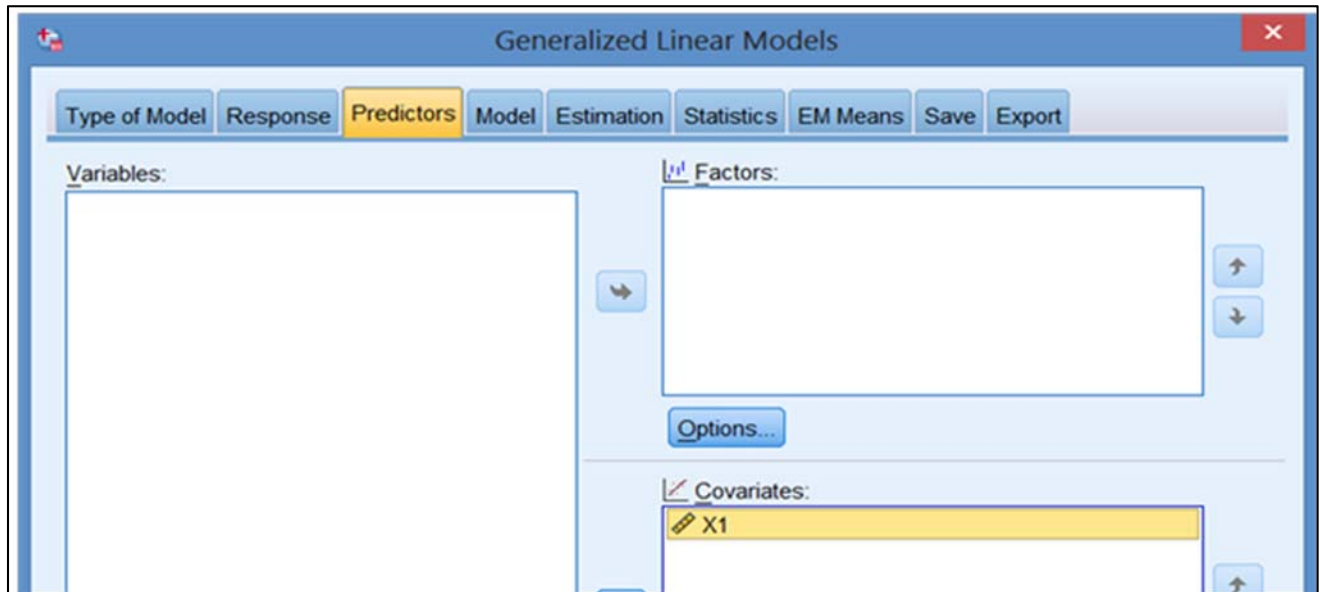 Generalized Linear Models
Type of Model Response Predictors Model Estimation Statistics EM Means Save Export
Variables:
Factors:
Options...
Covariates:
X1